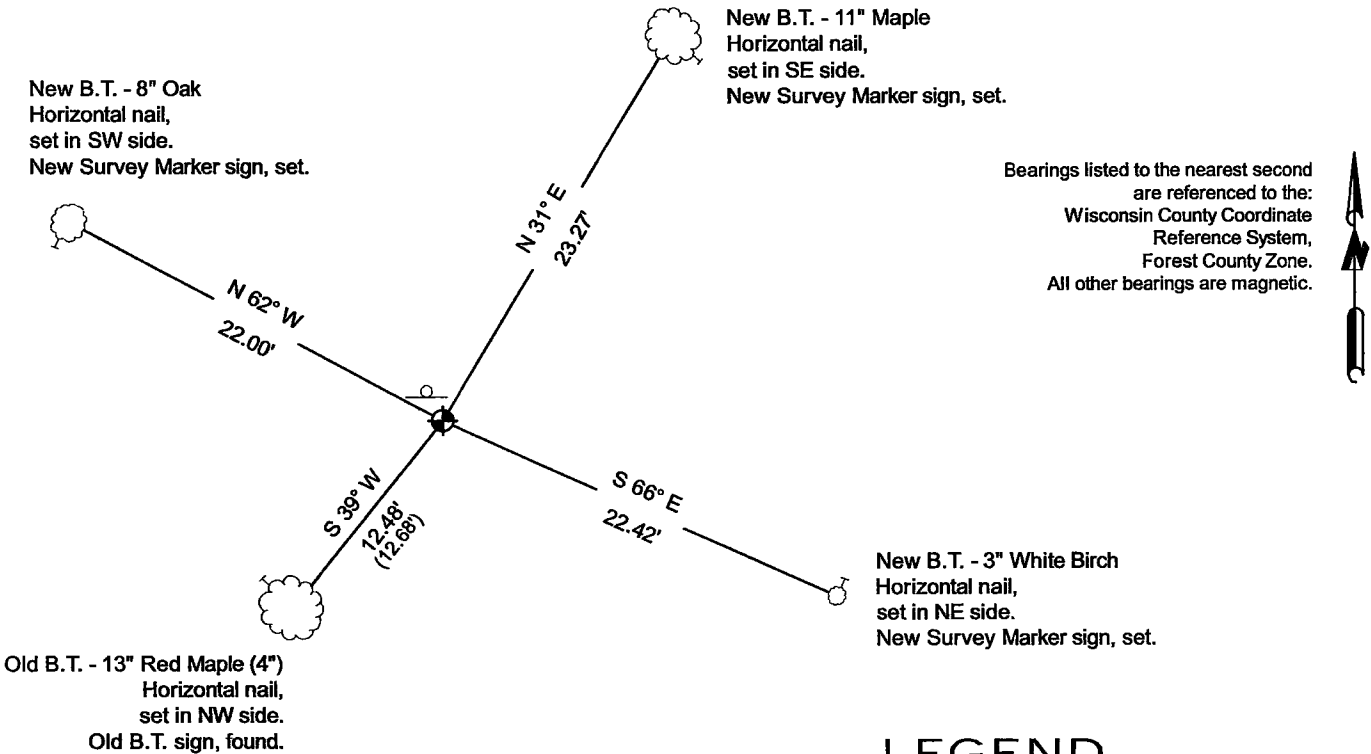 New B.T. - 11" Maple
Horizontal nail,
set in SE side.
New Survey Marker sign, set.
New B.T. - 8" Oak
Horizontal nail,
set in SW side.
New Survey Marker sign, set.
Bearings listed to the nearest second
are referenced to the:
Wisconsin County Coordinate
Reference System,
Forest County Zone.
All other bearings are magnetic.
N 31° E
23.27'
N 62° W
22.00'
S 39° W
12.48'
(12.68')
S 66° E
22.42'
New B.T. - 3" White Birch
Horizontal nail,
set in NE side.
New Survey Marker sign, set.
Old B.T. - 13" Red Maple (4")
Horizontal nail,
set in NW side.
Old B.T. sign, found.
LEGEND